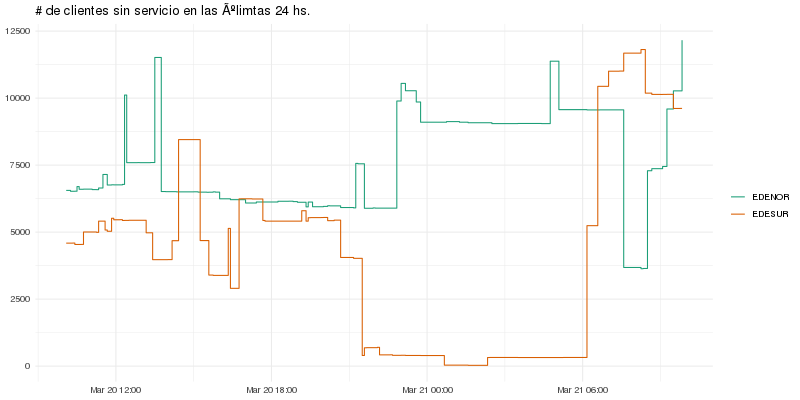 # de clientes sin servicio en las Ãºlimtas 24 hs.
12500
10000
7500
5000
2500
0
Mar 20 12:00
Mar 20 18:00
Mar 21 00:00
Mar 21 06:00
EDENOR
EDESUR